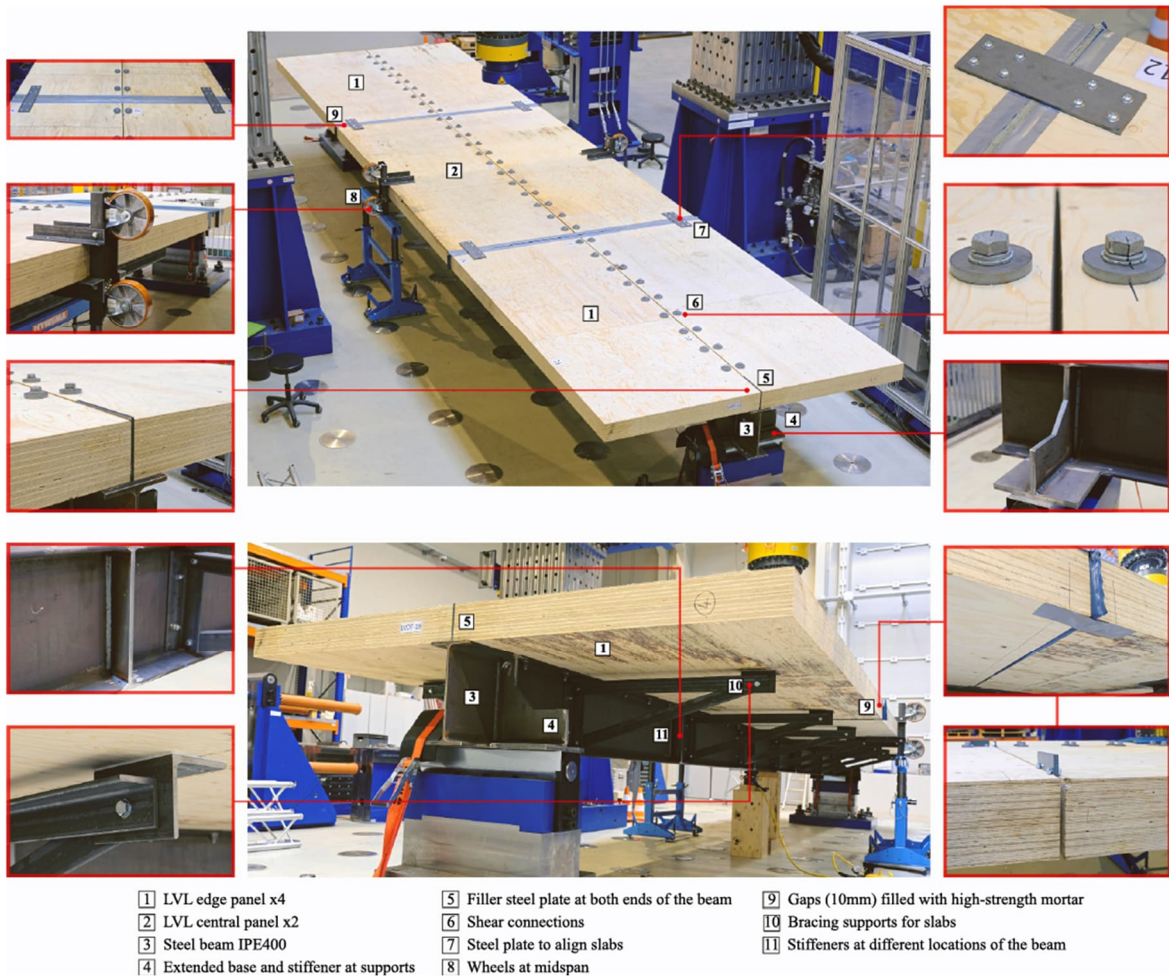 12
1
9
2
8
7
1
6
5
3
4
5
1
3
10
4
9
11
1 LVL edge panel x4
2 LVL central panel x2
3 Steel beam IPE400
4 Extended base and stiffener at supports
5 Filler steel plate at both ends of the beam
6 Shear connections
7 Steel plate to align slabs
8 Wheels at midspan
9 Gaps (10mm) filled with high-strength mortar
10 Bracing supports for slabs
11 Stiffeners at different locations of the beam